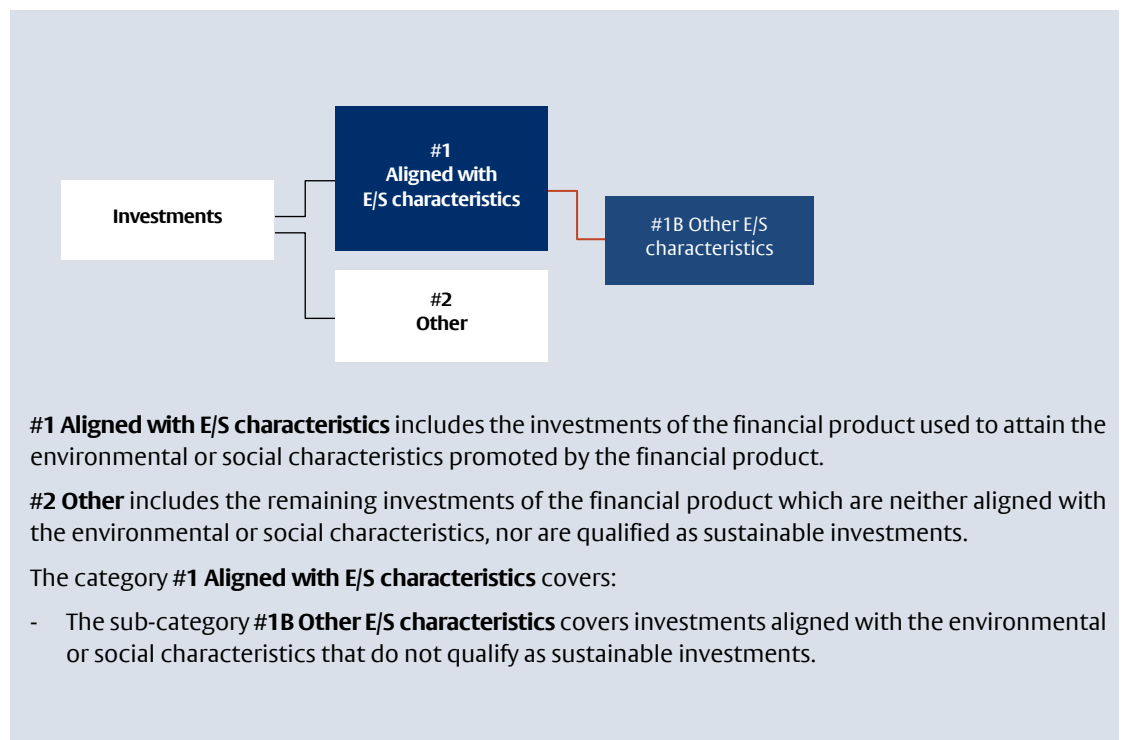 #1
Aligned with
E/S characteristics
Investments
#1B Other E/S
characteristics
#2
Other
#1 Aligned with E/S characteristics includes the investments of the financial product used to attain the
environmental or social characteristics promoted by the financial product.
#2 Other includes the remaining investments of the financial product which are neither aligned with
the environmental or social characteristics, nor are qualified as sustainable investments.
The category #1 Aligned with E/S characteristics covers:
- The sub-category #1B Other E/S characteristics covers investments aligned with the environmental
or social characteristics that do not qualify as sustainable investments.